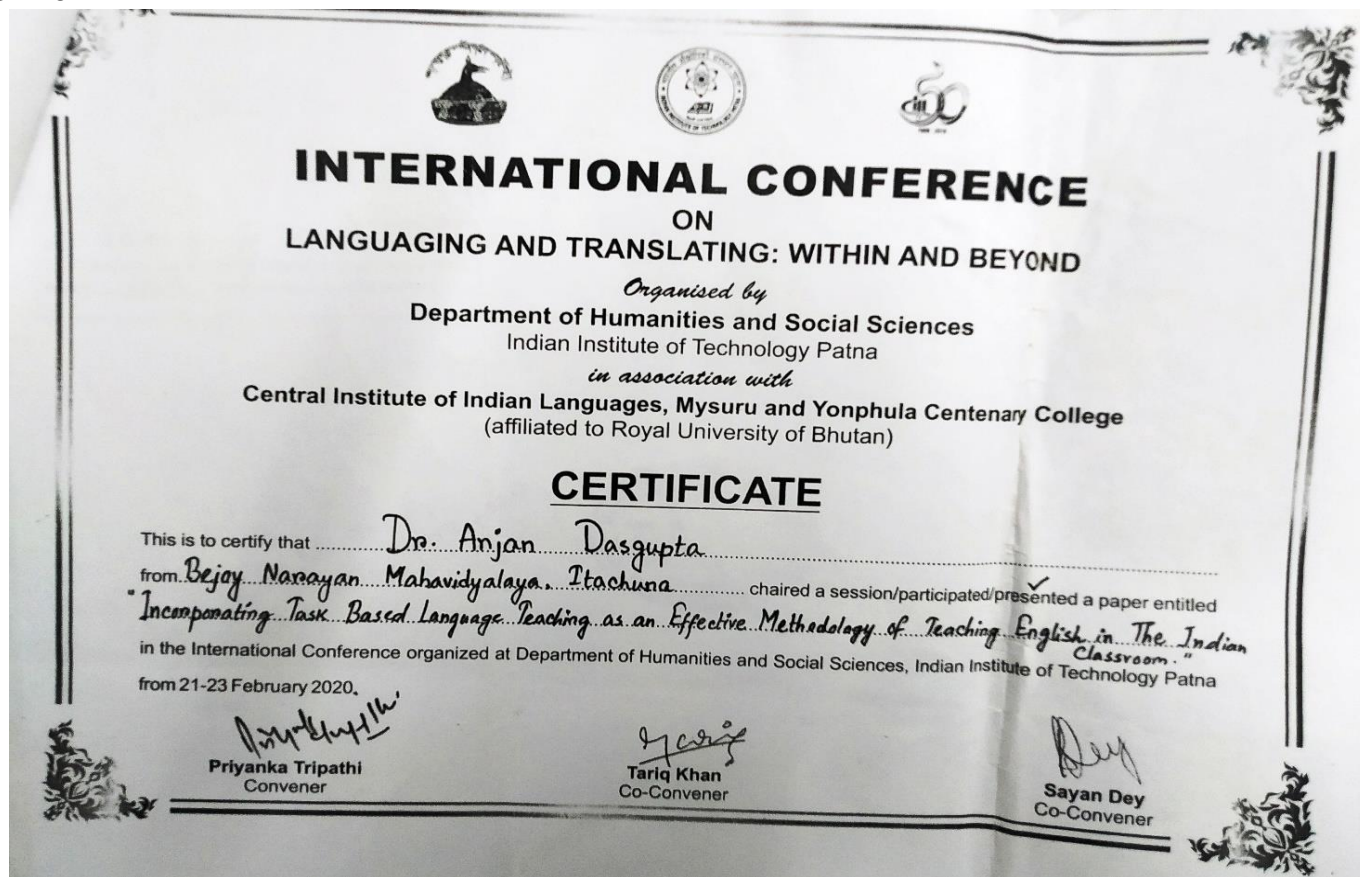 INTERNATIONAL CONFERENCE
ON
LANGUAGING AND TRANSLATING: WITHIN AND BEYOND
Organised by
Department of Humanities and Social Sciences
Indian Institute of Technology Patna
in association with
Central Institute of Indian Languages, Mysuru and Yonphula Centenary College
(affiliated to Royal University of Bhutan)
CERTIFICATE
This is to certify that Dr. Anjan Dasgupta
from Bejoy Narayan Mahavidyalaya, Itachuna chaired a session/participated/presented a paper entitled
"Incorporating Task Based Language Teaching as an Effective Methodology of Teaching English in The Indian
Classroom."
in the International Conference organized at Department of Humanities and Social Sciences, Indian Institute of Technology Patna
from 21-23 February 2020.
Dey
Priyanka Tripathi
Convener
Tariq Khan
Co-Convener
Sayan Dey
Co-Convener